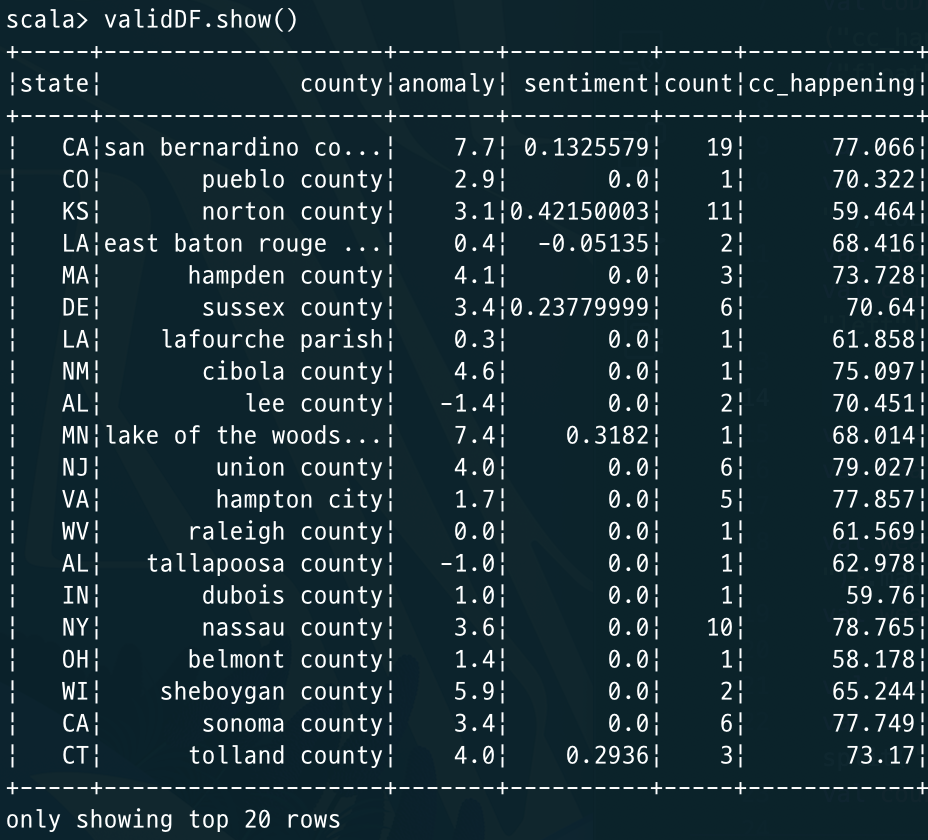 scala> validDF.show()
+-----+--------------------+-------+----------+-----+------------+
¦state¦              county¦anomaly¦ sentiment¦count¦cc_happening¦
+-----+--------------------+-------+----------+-----+------------+
¦   CA¦san bernardino co...¦    7.7¦ 0.1325579¦   19¦      77.066¦
¦   CO¦       pueblo county¦    2.9¦       0.0¦    1¦      70.322¦
¦   KS¦       norton county¦    3.1¦0.42150003¦   11¦      59.464¦
¦   LA¦east baton rouge ...¦    0.4¦  -0.05135¦    2¦      68.416¦
¦   MA¦      hampden county¦    4.1¦       0.0¦    3¦      73.728¦
¦   DE¦       sussex county¦    3.4¦0.23779999¦    6¦       70.64¦
¦   LA¦    lafourche parish¦    0.3¦       0.0¦    1¦      61.858¦
¦   NM¦       cibola county¦    4.6¦       0.0¦    1¦      75.097¦
¦   AL¦          lee county¦   -1.4¦       0.0¦    2¦      70.451¦
¦   MN¦lake of the woods...¦    7.4¦    0.3182¦    1¦      68.014¦
¦   NJ¦        union county¦    4.0¦       0.0¦    6¦      79.027¦
¦   VA¦        hampton city¦    1.7¦       0.0¦    5¦      77.857¦
¦   WV¦      raleigh county¦    0.0¦       0.0¦    1¦      61.569¦
¦   AL¦   tallapoosa county¦   -1.0¦       0.0¦    1¦      62.978¦
¦   IN¦       dubois county¦    1.0¦       0.0¦    1¦       59.76¦
¦   NY¦       nassau county¦    3.6¦       0.0¦   10¦      78.765¦
¦   OH¦      belmont county¦    1.4¦       0.0¦    1¦      58.178¦
¦   WI¦    sheboygan county¦    5.9¦       0.0¦    2¦      65.244¦
¦   CA¦       sonoma county¦    3.4¦       0.0¦    6¦      77.749¦
¦   CT¦      tolland county¦    4.0¦    0.2936¦    3¦       73.17¦
+-----+--------------------+-------+----------+-----+------------+
only showing top 20 rows